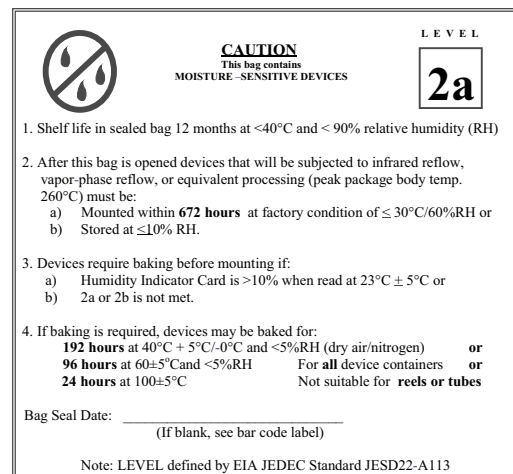 LEVEL
CAUTION
This bag contains
MOISTURE –SENSITIVE DEVICES
2a
1. Shelf life in sealed bag 12 months at <40°C and < 90% relative humidity (RH)
2. After this bag is opened devices that will be subjected to infrared reflow,
vapor-phase reflow, or equivalent processing (peak package body temp.
260°C) must be:
a) Mounted within 672 hours at factory condition of ≤ 30°C/60%RH or
b) Stored at ≤10% RH.
3. Devices require baking before mounting if:
a) Humidity Indicator Card is >10% when read at 23°C ± 5°C or
b) 2a or 2b is not met.
4. If baking is required, devices may be baked for:
192 hours at 40°C + 5°C/-0°C and <5%RH (dry air/nitrogen) or
96 hours at 60±5°Cand <5%RH For all device containers or
24 hours at 100±5°C Not suitable for reels or tubes
Bag Seal Date: ______________________________
(If blank, see bar code label)
Note: LEVEL defined by EIA JEDEC Standard JESD22-A113